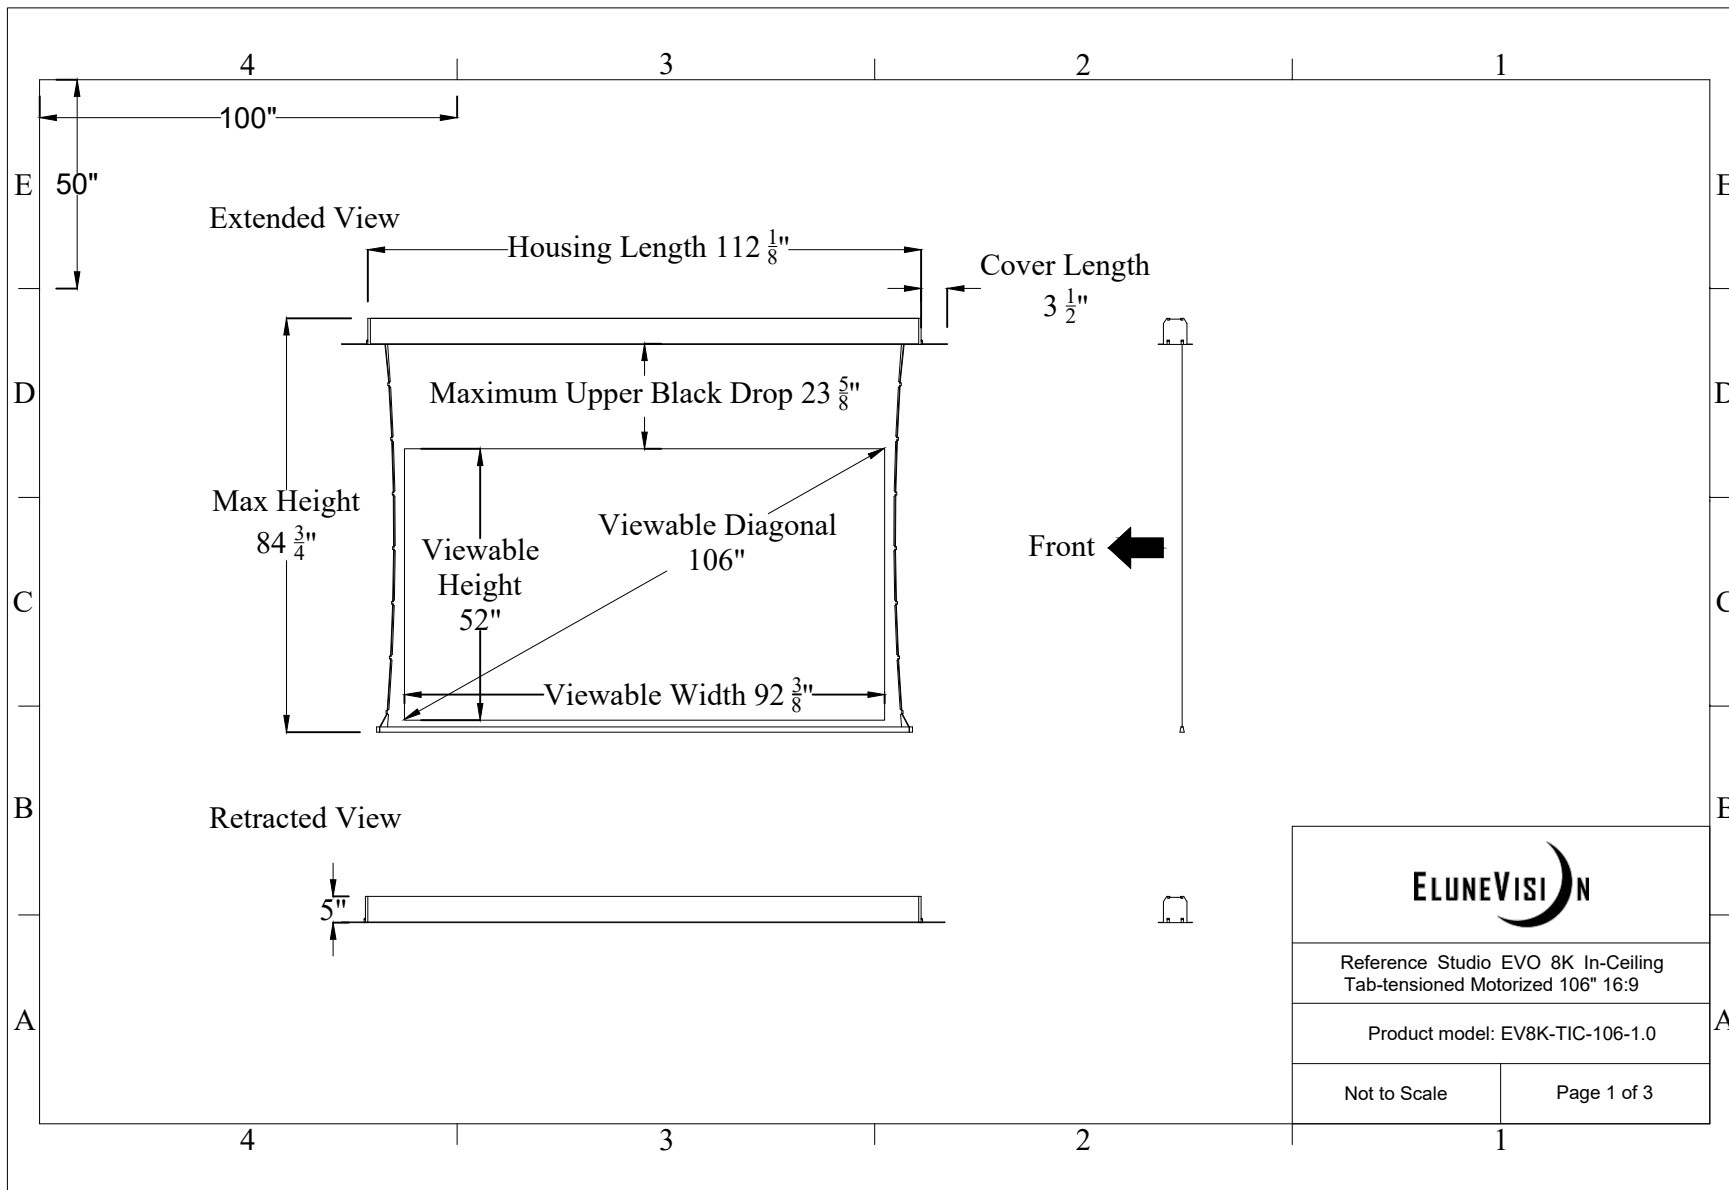 4 3 2 1
100"
E 50" E
Extended View
Housing Length 112 1/8"
Cover Length
3 1/2"
D D
Maximum Upper Black Drop 23 5/8"
Max Height
84 3/4"
Viewable
Height
52"
Viewable Diagonal
106"
Front
C C
Viewable Width 92 3/8"
B B
Retracted View
5"
ELUNEVISION
Reference Studio EVO 8K In-Ceiling
Tab-tensioned Motorized 106" 16:9
A A
Product model: EV8K-TIC-106-1.0
Not to Scale Page 1 of 3
4 3 2 1